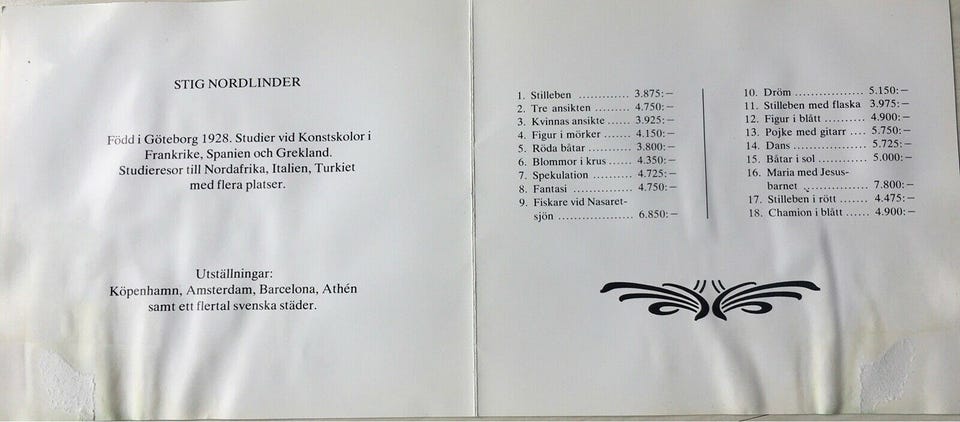 STIG NORDLINDER
Född i Göteborg 1928. Studier vid Konstskolor i
Frankrike, Spanien och Grekland.
Studieresor till Nordafrika, Italien, Turkiet
med flera platser.
Utställningar:
Köpenhamn, Amsterdam, Barcelona, Athén
samt ett flertal svenska städer.
1. Stilleben ............ 3.875:—
2. Tre ansikten ......... 4.750:—
3. Kvinnas ansikte ...... 3.925:—
4. Figur i mörker ....... 4.150:—
5. Röda båtar ........... 3.800:—
6. Blommor i krus ....... 4.350:—
7. Spekulation .......... 4.725:—
8. Fantasi .............. 4.750:—
9. Fiskare vid Nasaret-
sjön ................. 6.850:—
10. Dröm ................ 5.150:—
11. Stilleben med flaska 3.975:—
12. Figur i blått ........ 4.900:—
13. Pojke med gitarr .... 5.750:—
14. Dans ................ 5.725:—
15. Båtar i sol .......... 5.000:—
16. Maria med Jesus-
barnet .............. 7.800:—
17. Stilleben i rött ....... 4.475:—
18. Chamion i blått ...... 4.900:—